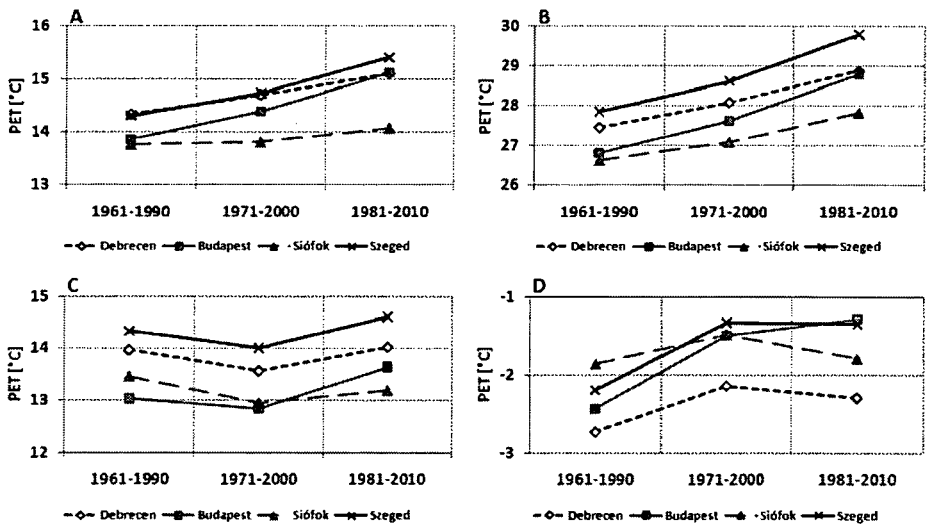 A
16
15
14
13
PET [°C]
1961-1990 1971-2000 1981-2010
Debrecen Budapest Siófok Szeged
B
30
29
28
27
26
PET [°C]
1961-1990 1971-2000 1981-2010
Debrecen Budapest Siófok Szeged
C
15
14
13
12
PET [°C]
1961-1990 1971-2000 1981-2010
Debrecen Budapest Siófok Szeged
D
-1
-2
-3
PET [°C]
1961-1990 1971-2000 1981-2010
Debrecen Budapest Siófok Szeged